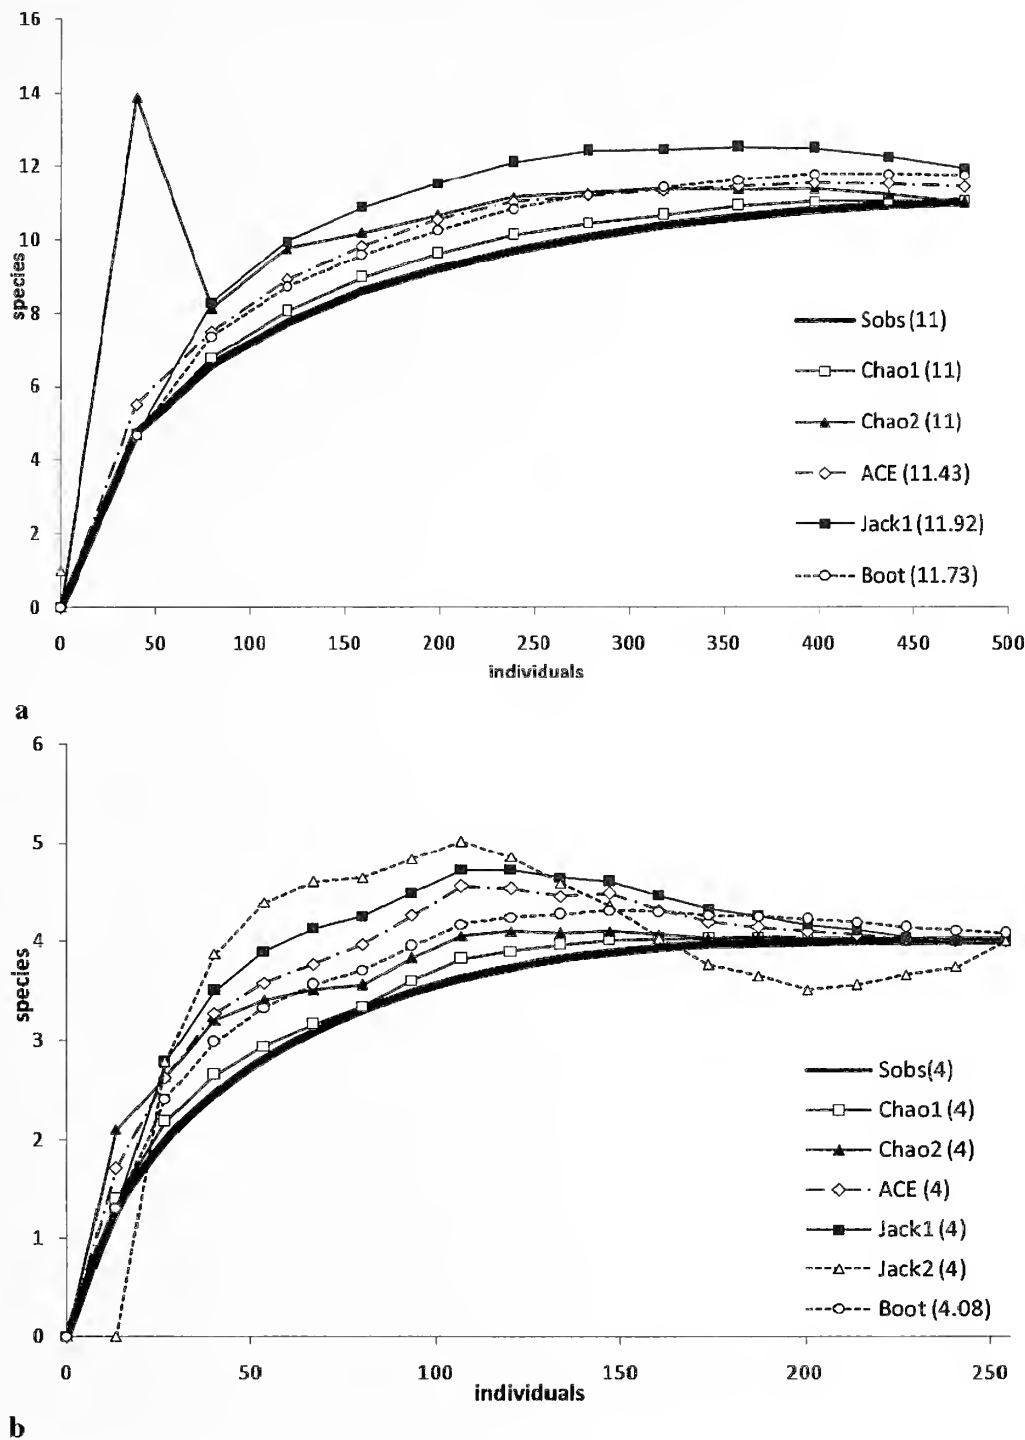 16
14
12
10
8
6
4
2
0
species
0 50 100 150 200 250 300 350 400 450 500
individuals
Sobs (11)
Chao1 (11)
Chao2 (11)
ACE (11.43)
Jack1 (11.92)
Boot (11.73)
a
6
5
4
3
2
1
0
species
0 50 100 150 200 250
individuals
Sobs(4)
Chao1 (4)
Chao2 (4)
ACE (4)
Jack1 (4)
Jack2 (4)
Boot (4.08)
b